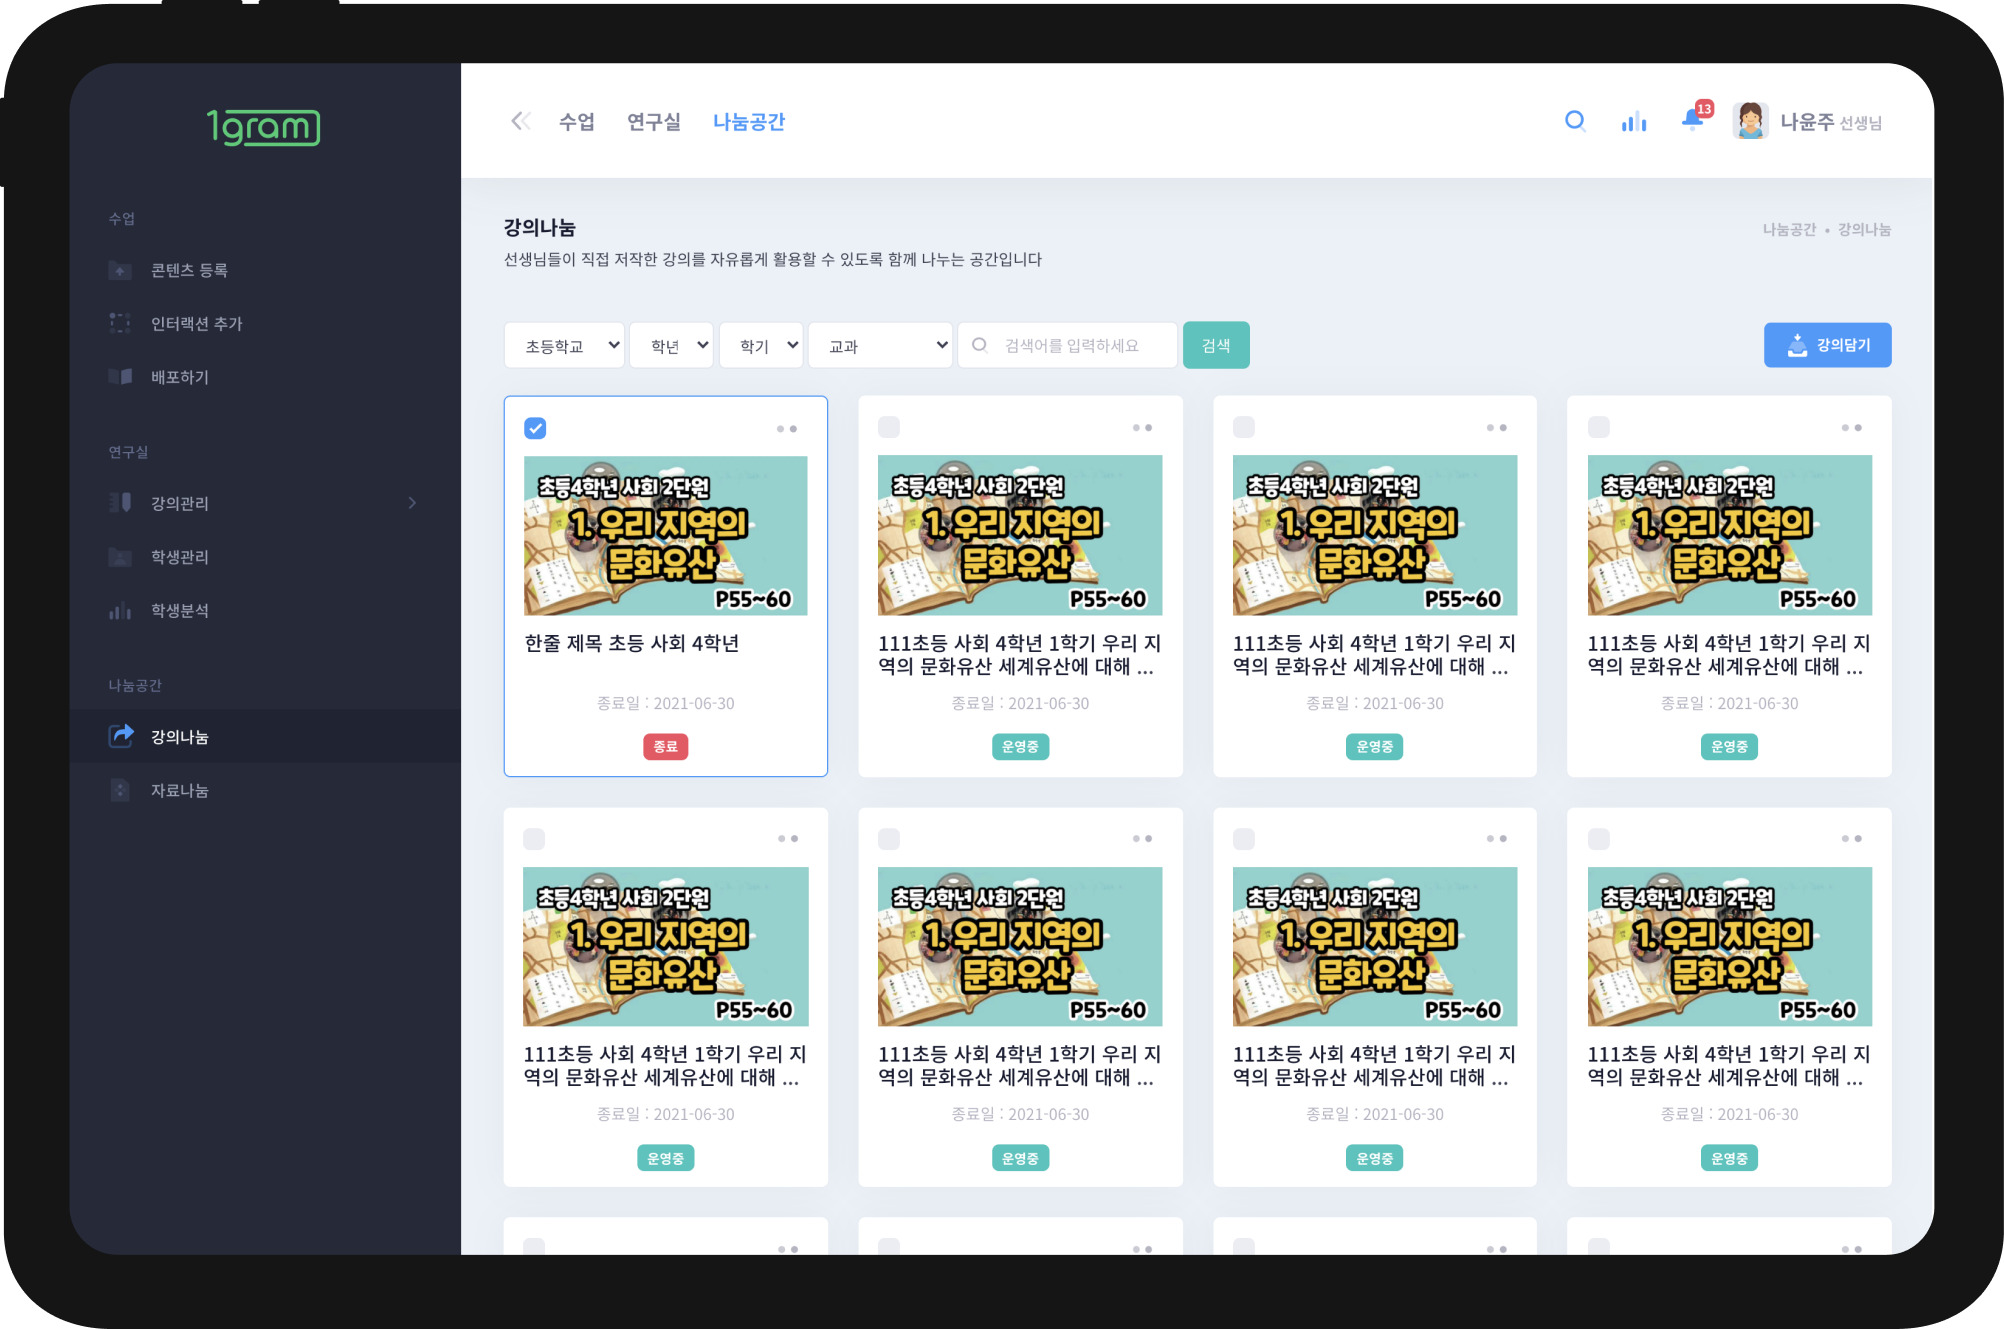 1gram
수업
콘텐츠 등록
인터랙션 추가
배포하기
연구실
강의관리
학생관리
학생분석
나눔공간
강의나눔
자료나눔
수업 연구실 나눔공간
13
나윤주 선생님
강의나눔
나눔공간 • 강의나눔
선생님들이 직접 저작한 강의를 자유롭게 활용할 수 있도록 함께 나누는 공간입니다
초등학교 학년 학기 교과 검색어를 입력하세요 검색
강의담기
초등4학년 사회 2단원
1. 우리 지역의
문화유산
P55~60
한줄 제목 초등 사회 4학년
종료일 : 2021-06-30
종료
초등4학년 사회 2단원
1. 우리 지역의
문화유산
P55~60
111초등 사회 4학년 1학기 우리 지
역의 문화유산 세계유산에 대해 ...
종료일 : 2021-06-30
운영중
초등4학년 사회 2단원
1. 우리 지역의
문화유산
P55~60
111초등 사회 4학년 1학기 우리 지
역의 문화유산 세계유산에 대해 ...
종료일 : 2021-06-30
운영중
초등4학년 사회 2단원
1. 우리 지역의
문화유산
P55~60
111초등 사회 4학년 1학기 우리 지
역의 문화유산 세계유산에 대해 ...
종료일 : 2021-06-30
운영중
초등4학년 사회 2단원
1. 우리 지역의
문화유산
P55~60
111초등 사회 4학년 1학기 우리 지
역의 문화유산 세계유산에 대해 ...
종료일 : 2021-06-30
운영중
초등4학년 사회 2단원
1. 우리 지역의
문화유산
P55~60
111초등 사회 4학년 1학기 우리 지
역의 문화유산 세계유산에 대해 ...
종료일 : 2021-06-30
운영중
초등4학년 사회 2단원
1. 우리 지역의
문화유산
P55~60
111초등 사회 4학년 1학기 우리 지
역의 문화유산 세계유산에 대해 ...
종료일 : 2021-06-30
운영중
초등4학년 사회 2단원
1. 우리 지역의
문화유산
P55~60
111초등 사회 4학년 1학기 우리 지
역의 문화유산 세계유산에 대해 ...
종료일 : 2021-06-30
운영중